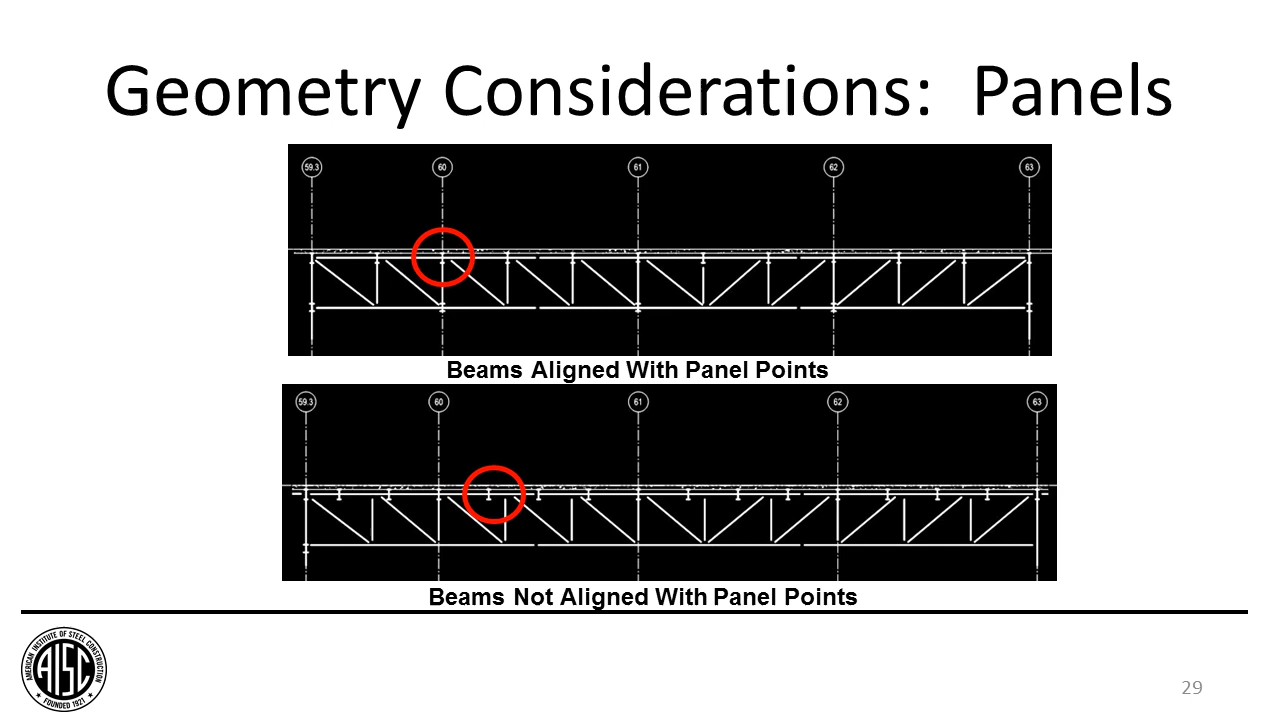 Geometry Considerations: Panels
59.3 60 61 62 63
Beams Aligned With Panel Points
59.3 60 61 62 63
Beams Not Aligned With Panel Points
AMERICAN INSTITUTE OF STEEL CONSTRUCTION
AISC
FOUNDED 1921
29